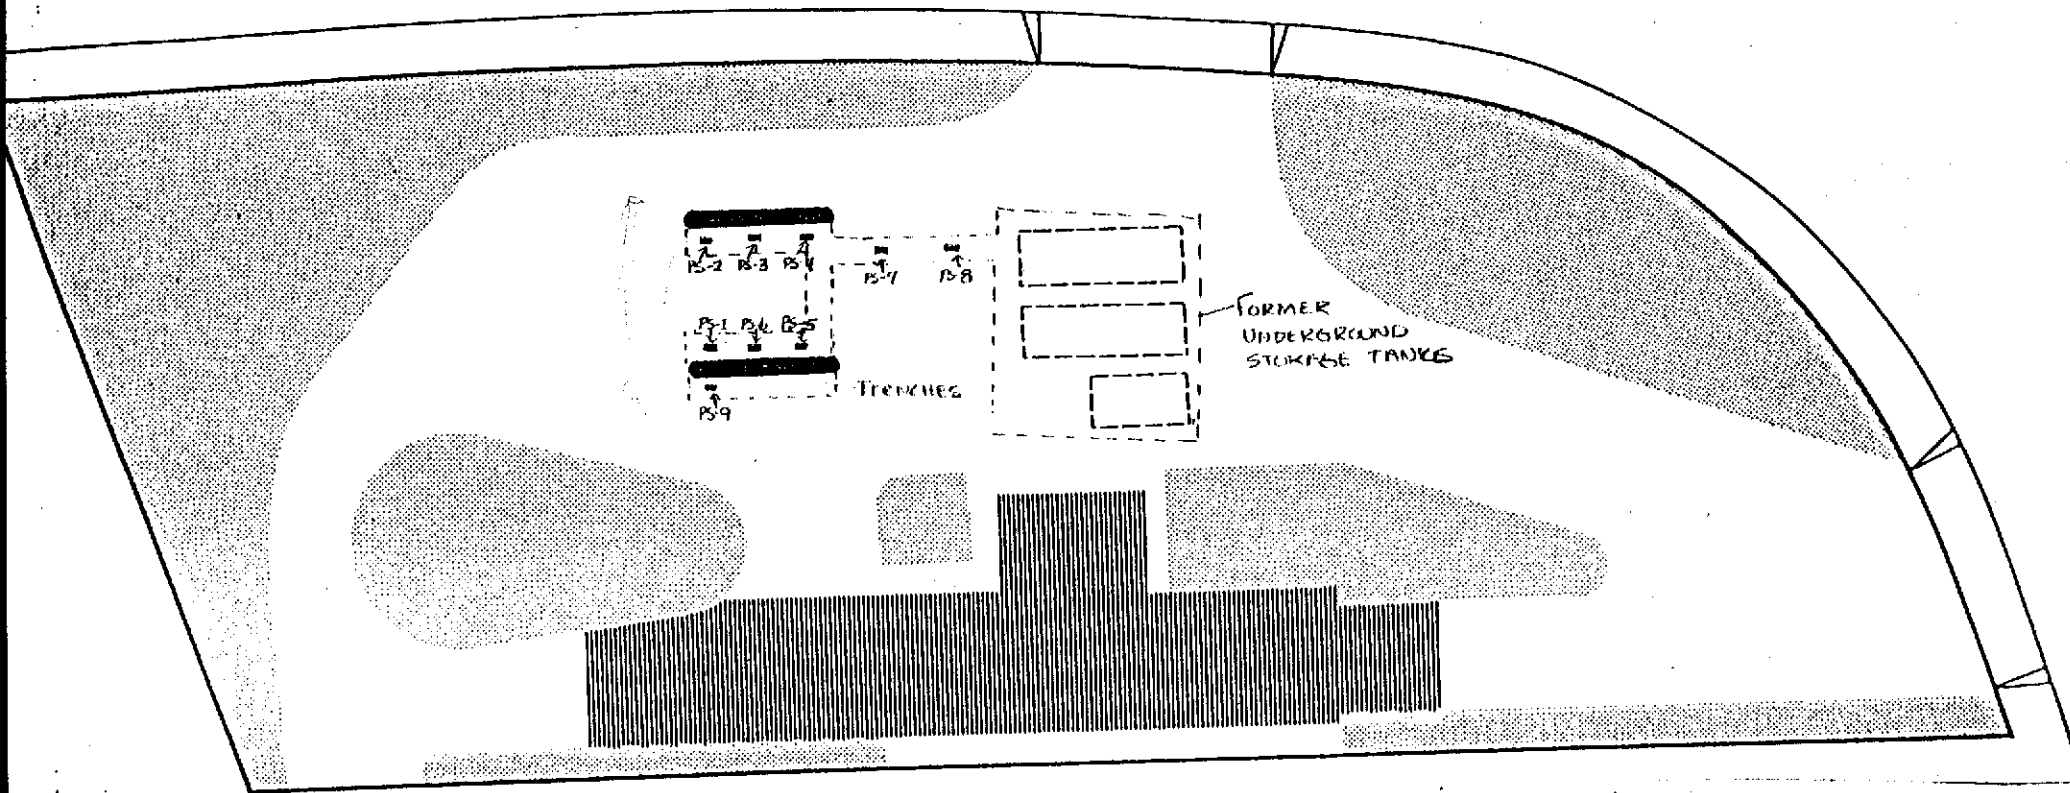 PS-2 PS-3 PS-4
PS-7 PS-8
PS-1 PS-6 PS-5
PS-9
TRENCHES
FORMER
UNDERGROUND
STORAGE TANKS